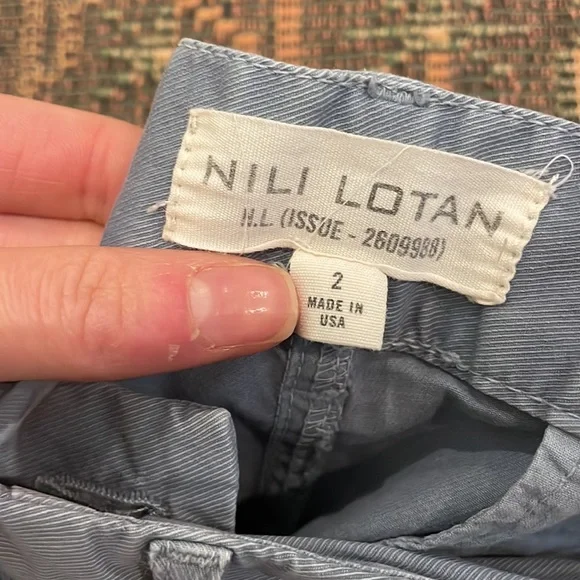 NILI LOTAN
N.L. (ISSUE - 2609988)
2
MADE IN
USA